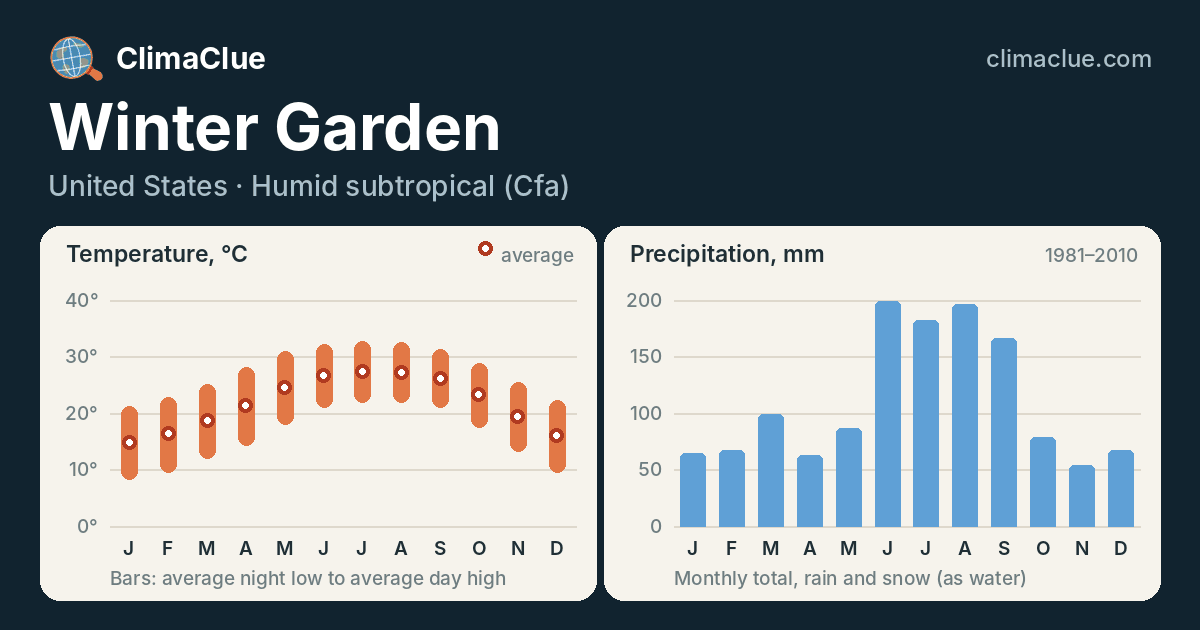 ClimaClue
climaclue.com
Winter Garden
United States · Humid subtropical (Cfa)
Temperature, °C
average
40°
30°
20°
10°
0°
J F M A M J J A S O N D
Bars: average night low to average day high
Precipitation, mm
1981–2010
200
150
100
50
0
J F M A M J J A S O N D
Monthly total, rain and snow (as water)